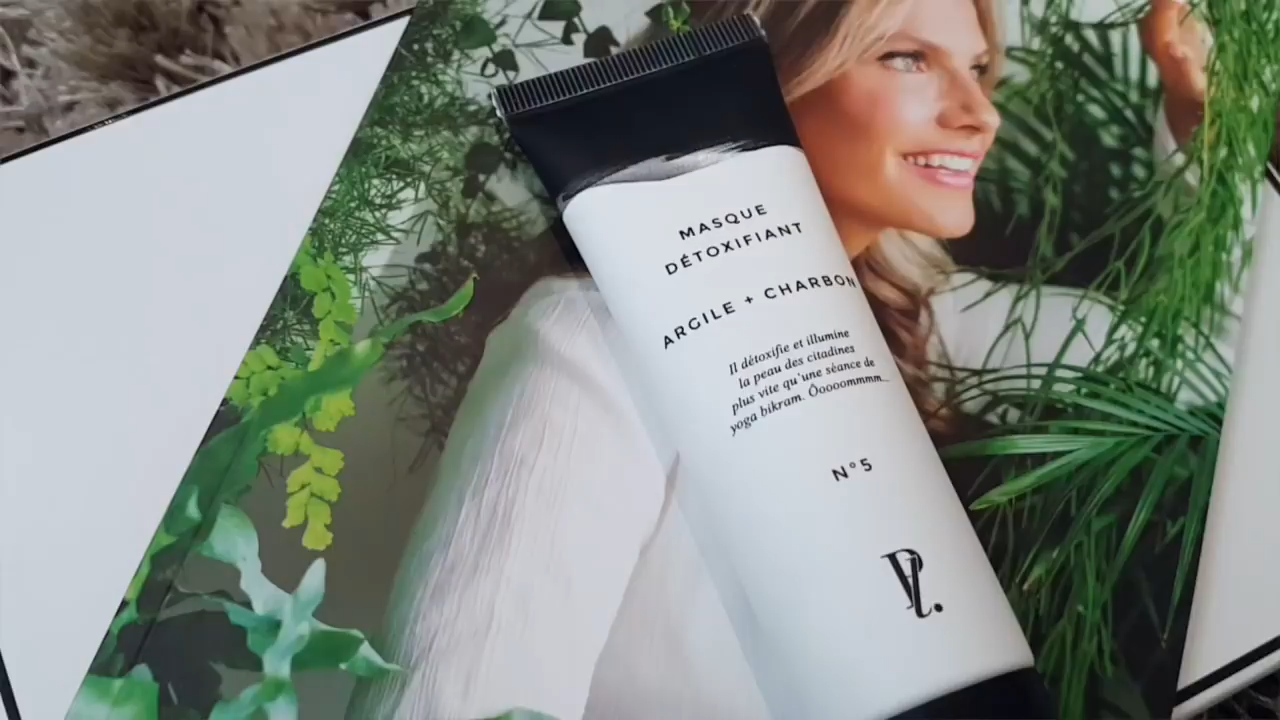 MASQUE
DÉTOXIFIANT
ARGILE + CHARBON
Il détoxifie et illumine
la peau des citadines
plus vite qu'une séance de
yoga bikram. Ôoooommmm...
N°5